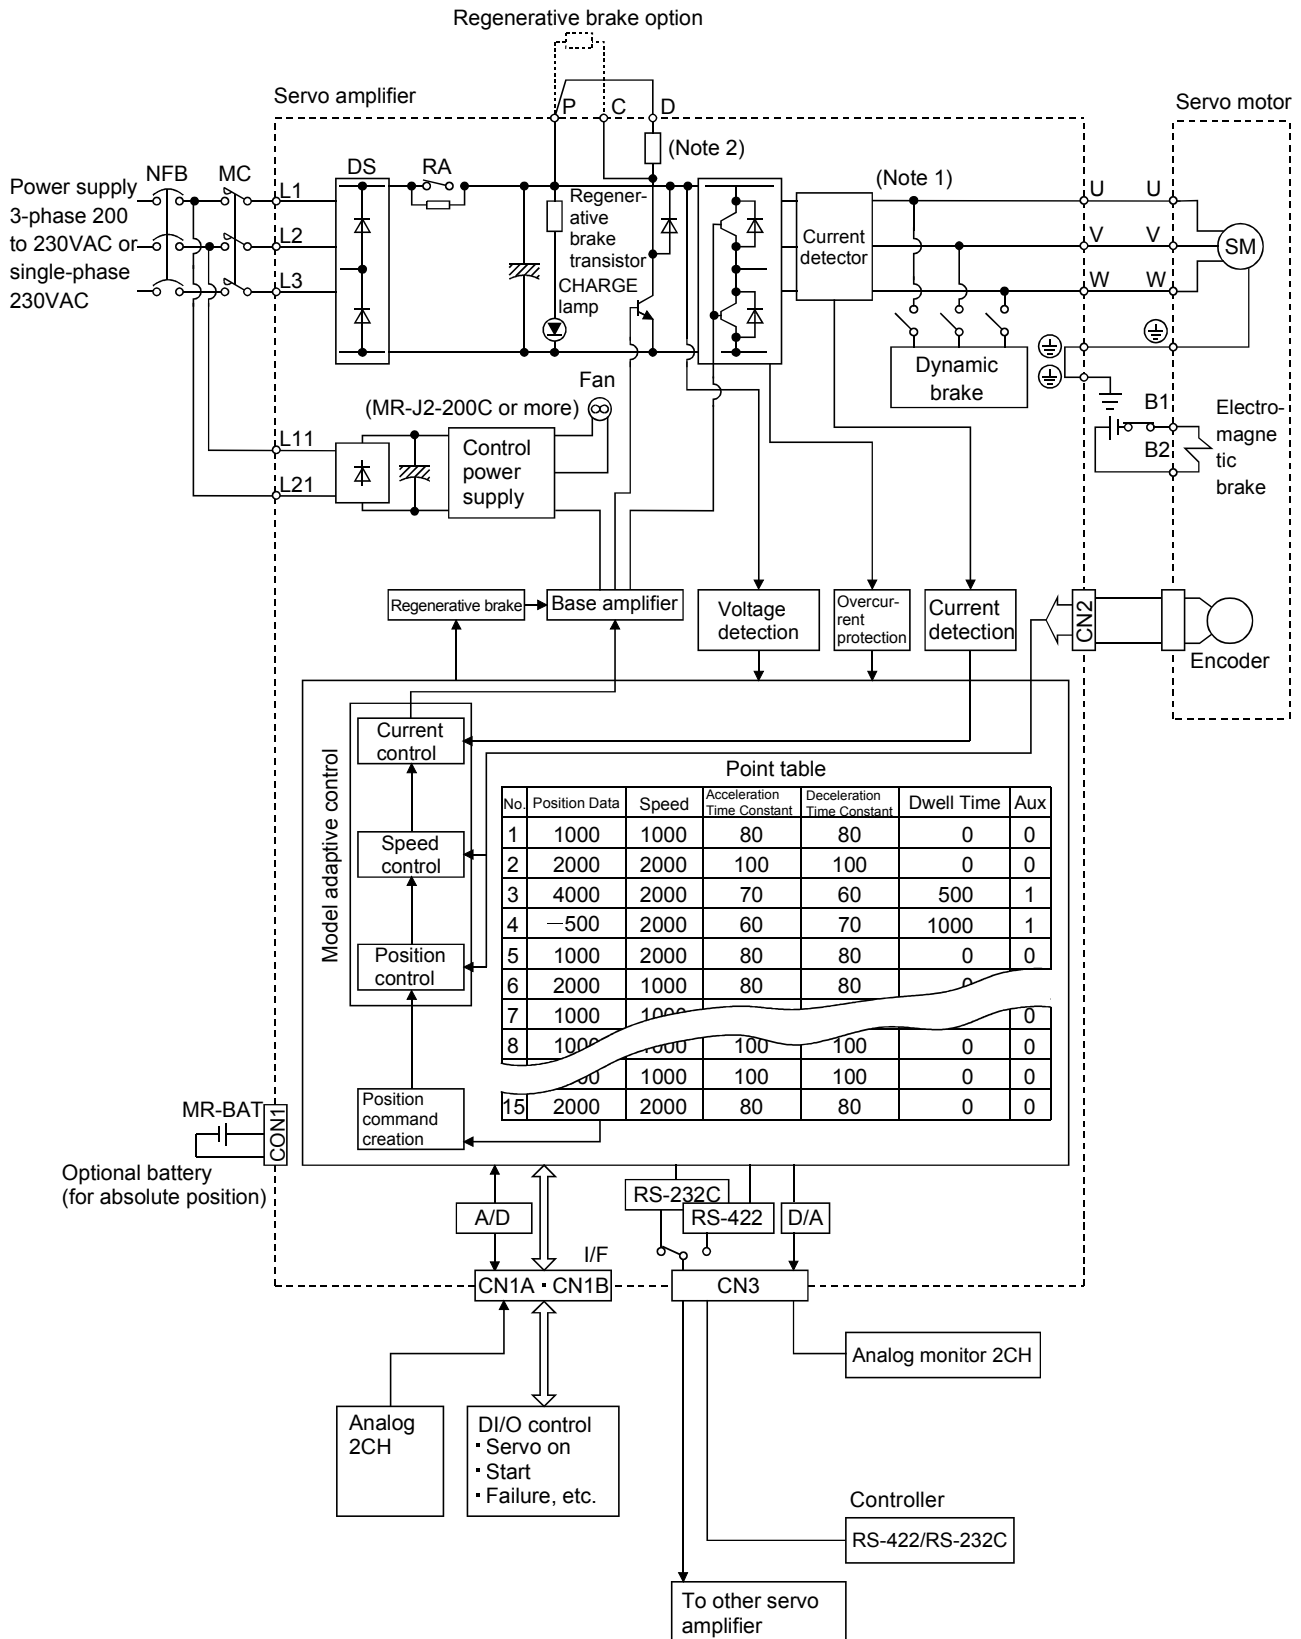 Regenerative brake option
Servo amplifier
P
C
D
Servo motor
(Note 2)
NFB
MC
DS
RA
(Note 1)
Power supply
3-phase 200
to 230VAC or
single-phase
230VAC
L1
L2
L3
Regener-
ative
brake
transistor
CHARGE
lamp
Current
detector
U
U
V
V
W
W
SM
Dynamic
brake
Fan
(MR-J2-200C or more)
B1
B2
Electro-
magne
tic
brake
L11
L21
Control
power
supply
Regenerative brake
Base amplifier
Voltage
detection
Overcur-
rent
protection
Current
detection
CN2
Encoder
Model adaptive control
Current
control
Speed
control
Position
control
Position
command
creation
Point table
No. Position Data Speed Acceleration Time Constant Deceleration Time Constant Dwell Time Aux
1 1000 1000 80 80 0 0
2 2000 2000 100 100 0 0
3 4000 2000 70 60 500 1
4 −500 2000 60 70 1000 1
5 1000 2000 80 80 0 0
6 2000 1000 80 80 0
7 1000 1000 0
8 1000 1000 100 100 0 0
1000 100 100 0 0
15 2000 2000 80 80 0 0
MR-BAT
CON1
Optional battery
(for absolute position)
A/D
RS-232C
RS-422
D/A
I/F
CN1A・CN1B
CN3
Analog monitor 2CH
Analog
2CH
DI/O control
・Servo on
・Start
・Failure, etc.
Controller
RS-422/RS-232C
To other servo
amplifier